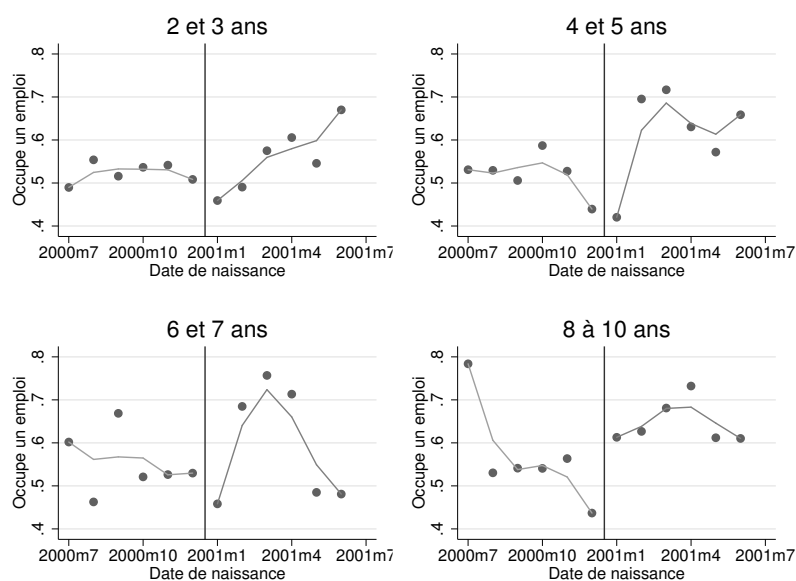 2 et 3 ans
Occupe un emploi
.8
.7
.6
.5
.4
2000m7 2000m10 2001m1 2001m4 2001m7
Date de naissance
4 et 5 ans
Occupe un emploi
.8
.7
.6
.5
.4
2000m7 2000m10 2001m1 2001m4 2001m7
Date de naissance
6 et 7 ans
Occupe un emploi
.8
.7
.6
.5
.4
2000m7 2000m10 2001m1 2001m4 2001m7
Date de naissance
8 à 10 ans
Occupe un emploi
.8
.7
.6
.5
.4
2000m7 2000m10 2001m1 2001m4 2001m7
Date de naissance